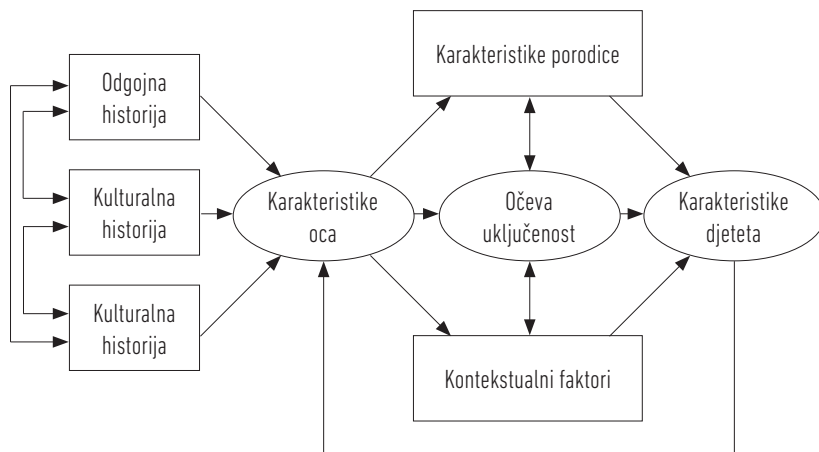 Odgojna
historija
Kulturalna
historija
Kulturalna
historija
Karakteristike
oca
Karakteristike porodice
Očeva
uključenost
Kontekstualni faktori
Karakteristike
djeteta